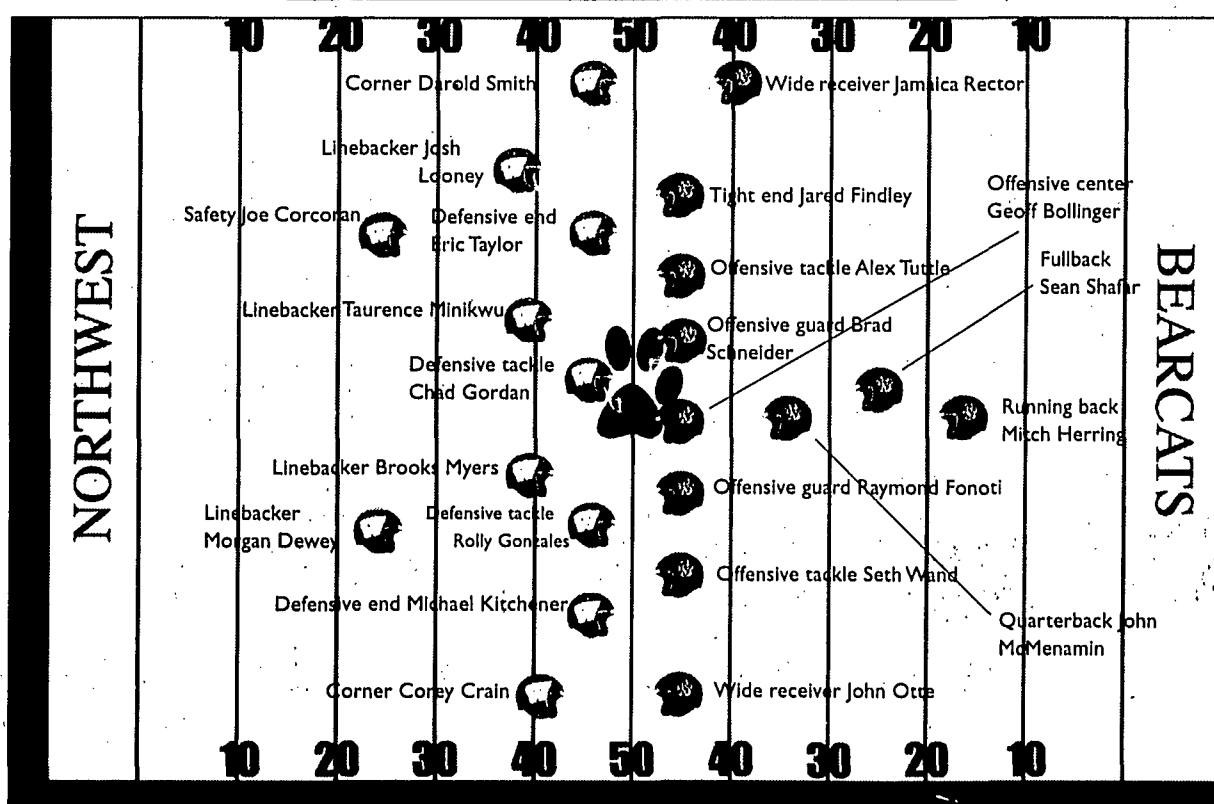 10 20 30 40 50 40 30 20 10
Corner Darold Smith
Wide receiver Jamaica Rector
Linebacker Josh
Looney
Tight end Jared Findley
Offensive center
Geoff Bollinger
Safety Joe Corcoran
Defensive end
Eric Taylor
Offensive tackle Alex Tuttle
Fullback
Sean Shafar
Linebacker Taurence Minikwu
Offensive guard Brad
Schneider
Defensive tackle
Chad Gordan
Running back
Mitch Herring
NORTHWEST
BEARCATS
Linebacker Brooks Myers
Offensive guard Raymond Fonoti
Linebacker
Morgan Dewey
Defensive tackle
Rolly Gonzales
Offensive tackle Seth Wand
Defensive end Michael Kitchener
Quarterback John
McMenamin
Corner Corey Crain
Wide receiver John Otte
10 20 30 40 50 40 30 20 10